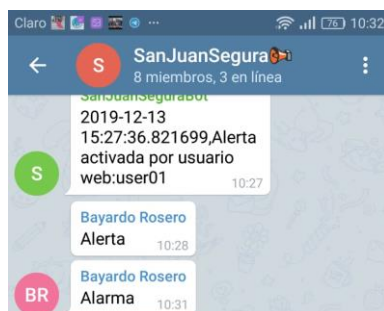 Claro 76 10:32
SanJuanSegura
8 miembros, 3 en línea
SanJuanSeguraBot
2019-12-13
15:27:36.821699,Alerta
activada por usuario
web:user01 10:27
S
S
Bayardo Rosero
Alerta 10:28
Bayardo Rosero
Alarma 10:31
BR